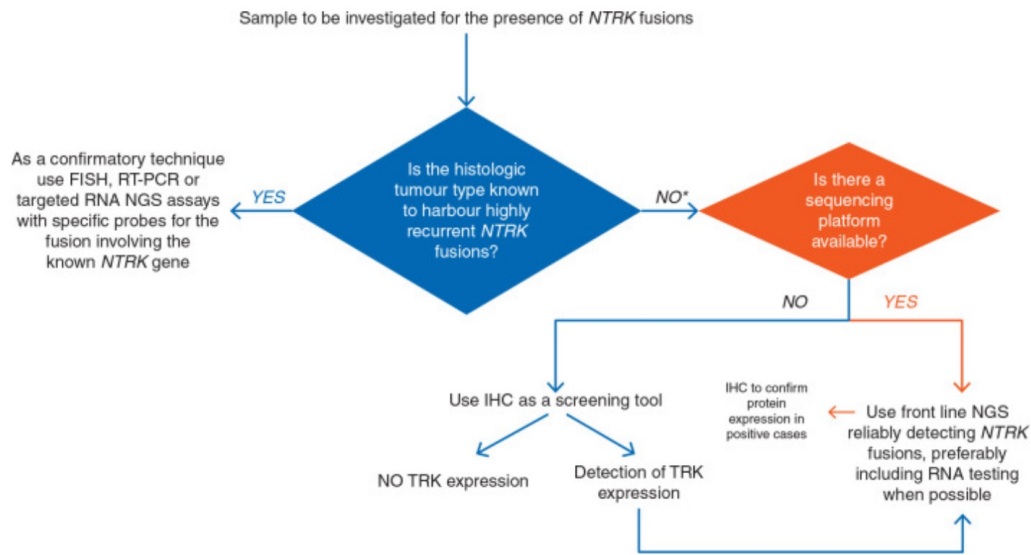 Sample to be investigated for the presence of NTRK fusions
As a confirmatory technique
use FISH, RT-PCR or
targeted RNA NGS assays
with specific probes for the
fusion involving the
known NTRK gene
YES
Is the histologic
tumour type known
to harbour highly
recurrent NTRK
fusions?
NO*
Is there a
sequencing
platform
available?
NO
YES
Use IHC as a screening tool
NO TRK expression
Detection of TRK
expression
IHC to confirm
protein
expression in
positive cases
Use front line NGS
reliably detecting NTRK
fusions, preferably
including RNA testing
when possible